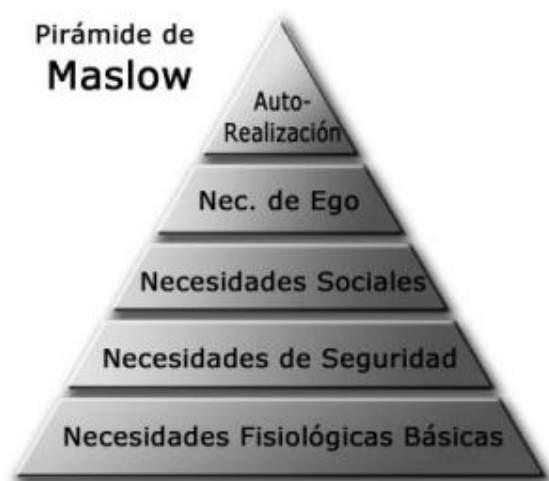 Pirámide de
Maslow
Auto-
Realización
Nec. de Ego
Necesidades Sociales
Necesidades de Seguridad
Necesidades Fisiológicas Básicas